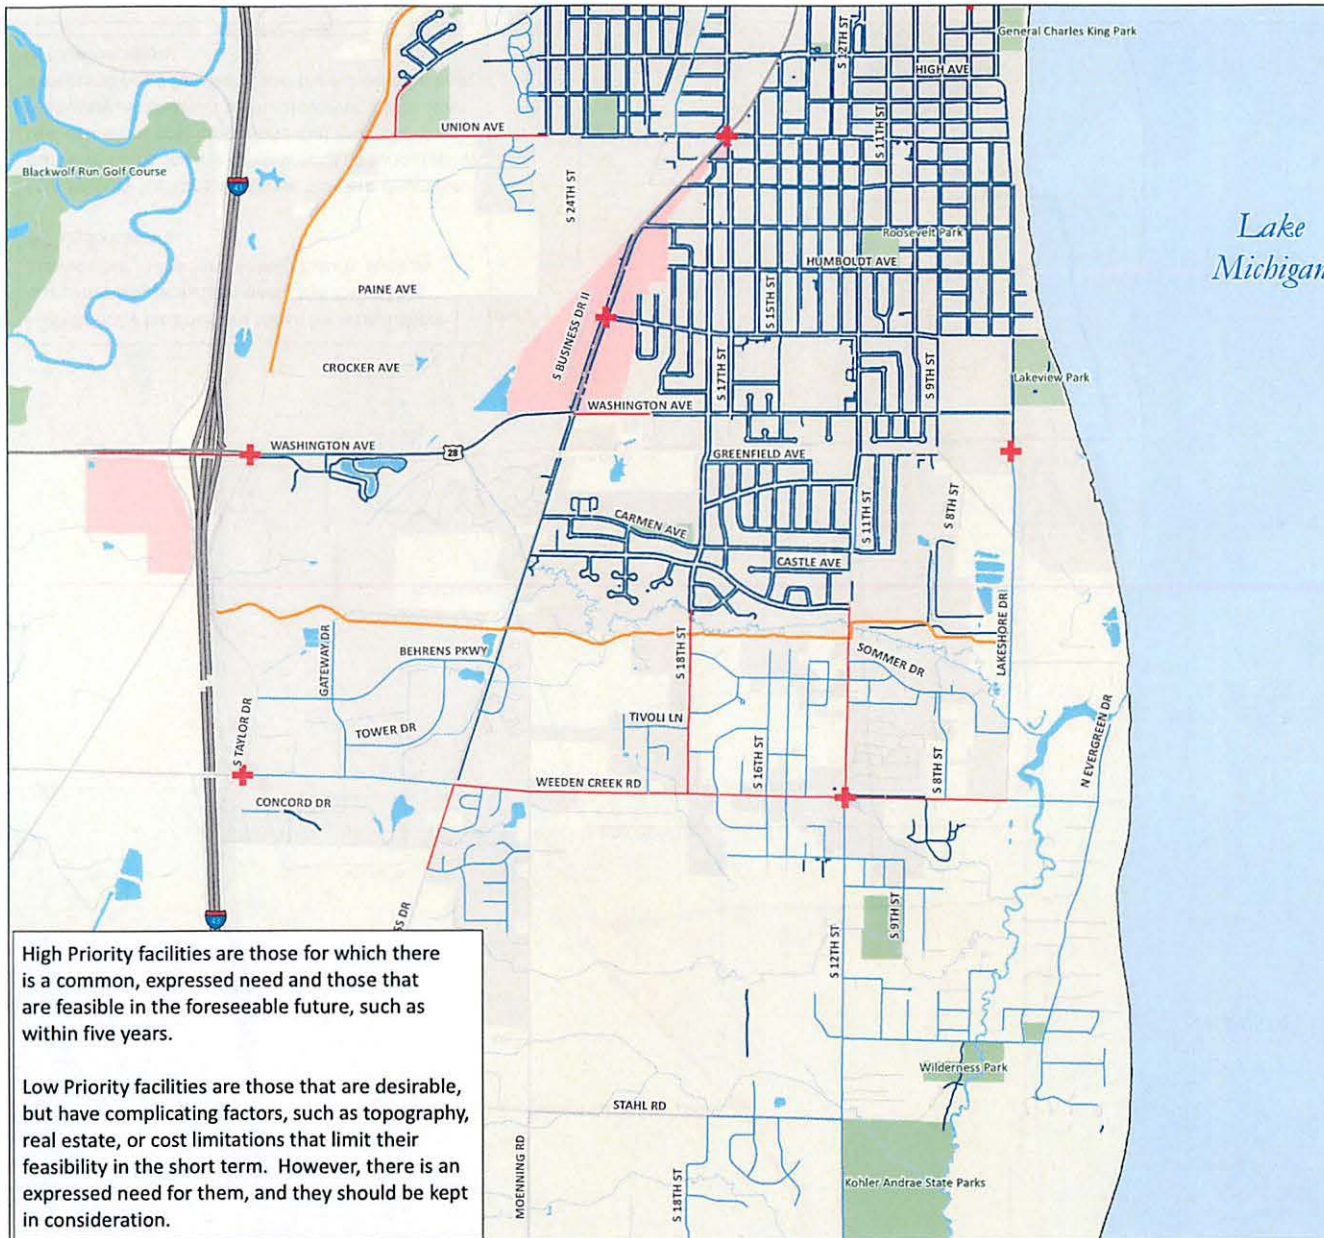 General Charles King Park
S 12TH ST
HIGH AVE
UNION AVE
S 11TH ST
Blackwolf Run Golf Course
43
S 24TH ST
Roosevelt Park
Lake
Michigan
HUMBOLDT AVE
PAINE AVE
S 15TH ST
S BUSINESS DR II
CROCKER AVE
S 17TH ST
S 9TH ST
Lakeview Park
WASHINGTON AVE
WASHINGTON AVE
28
GREENFIELD AVE
S 11TH ST
S 8TH ST
CARMEN AVE
CASTLE AVE
LAKESHORE DR
GATEWAY DR
BEHRENS PKWY
S 18TH ST
SOMMER DR
S TAYLOR DR
TOWER DR
TIVOLI LN
S 16TH ST
S 8TH ST
N EVERGREEN DR
WEEDEN CREEK RD
CONCORD DR
43
SS DR
S 9TH ST
S 12TH ST
High Priority facilities are those for which there
is a common, expressed need and those that
are feasible in the foreseeable future, such as
within five years.
Low Priority facilities are those that are desirable,
but have complicating factors, such as topography,
real estate, or cost limitations that limit their
feasibility in the short term.  However, there is an
expressed need for them, and they should be kept
in consideration.
Wilderness Park
STAHL RD
MOENNING RD
S 18TH ST
Kohler Andrae State Parks